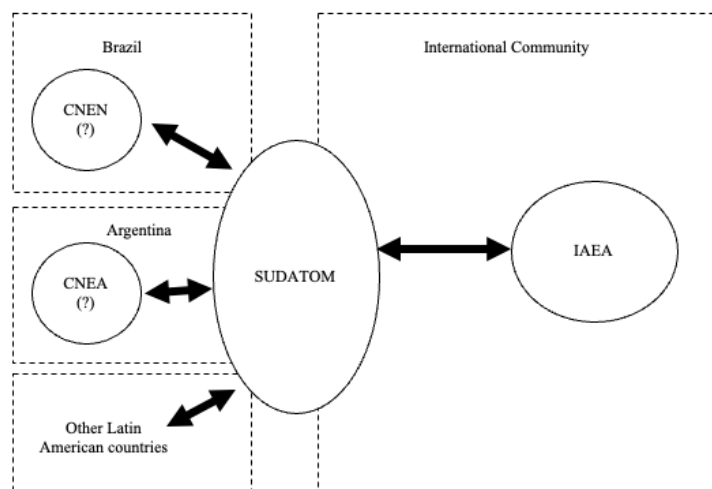 Brazil
International Community
CNEN
(?)
Argentina
CNEA
(?)
SUDATOM
IAEA
Other Latin
American countries